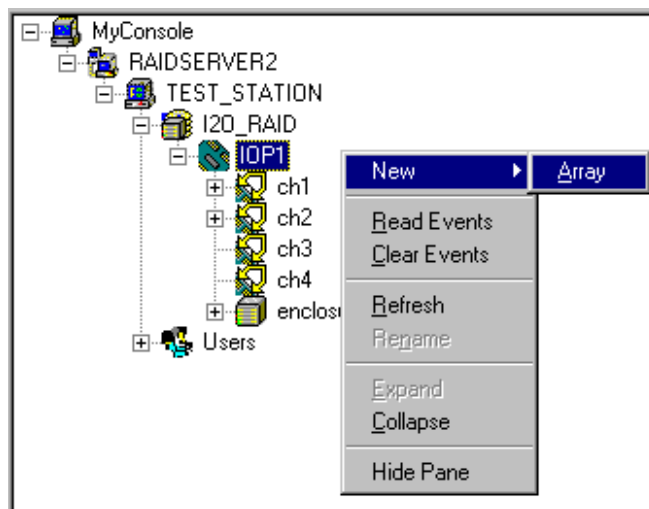 MyConsole
RAIDSERVER2
TEST_STATION
I2O_RAID
IOP1
ch1
ch2
ch3
ch4
enclosu
Users
New
Array
Read Events
Clear Events
Refresh
Rename
Expand
Collapse
Hide Pane